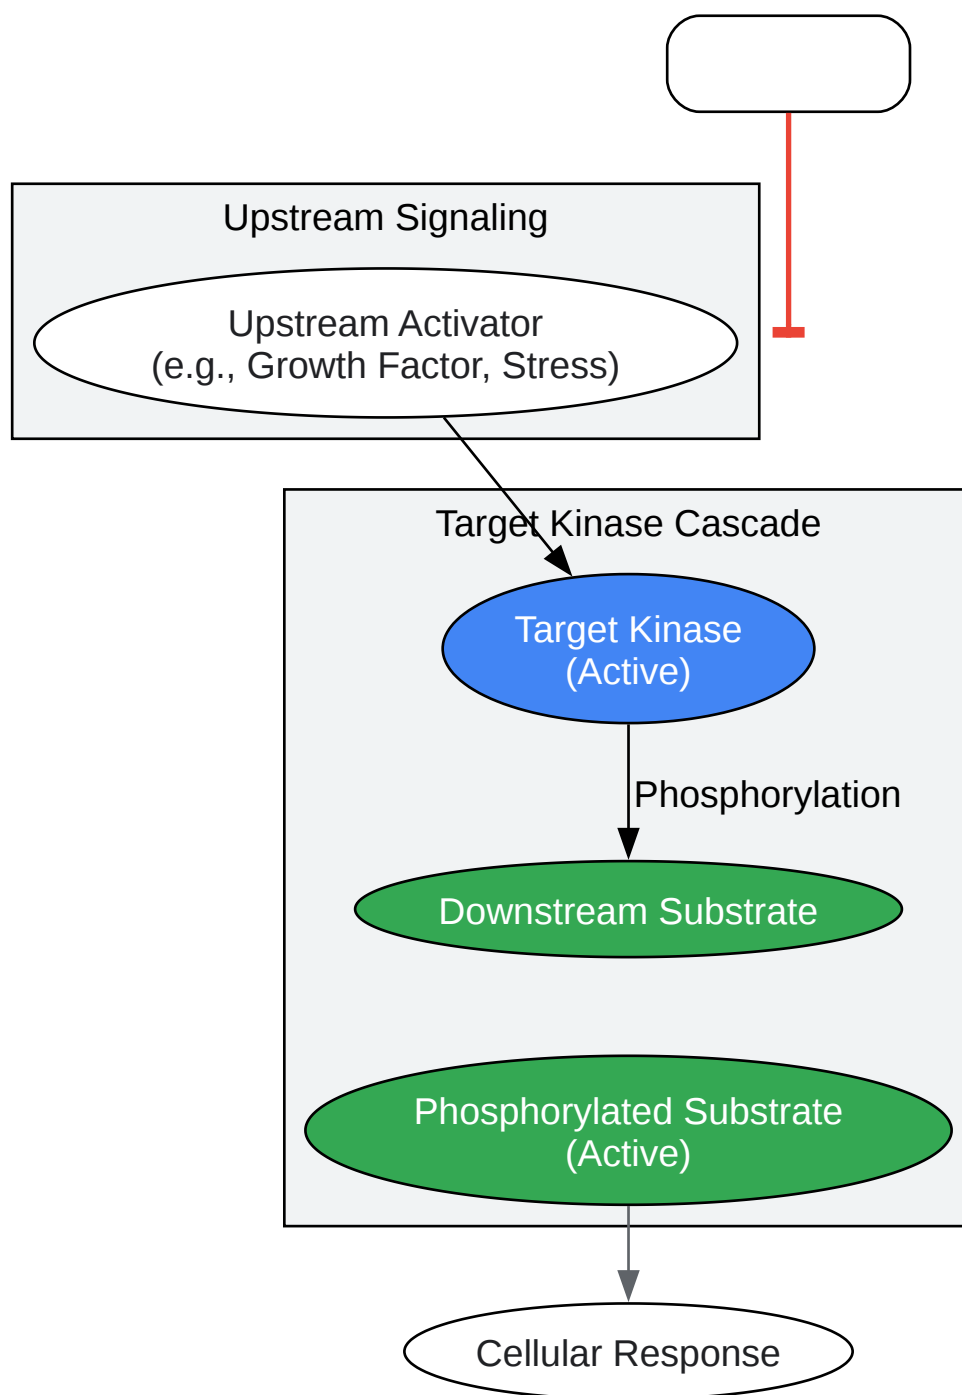 Upstream Signaling
Upstream Activator
(e.g., Growth Factor, Stress)
Target Kinase Cascade
Target Kinase
(Active)
Phosphorylation
Downstream Substrate
Phosphorylated Substrate
(Active)
Cellular Response